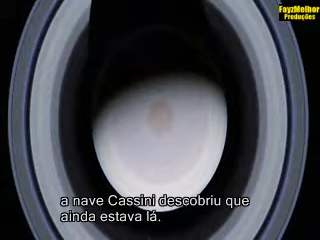 FayzMelhor
Produções
a nave Cassini descobriu que
ainda estava lá.